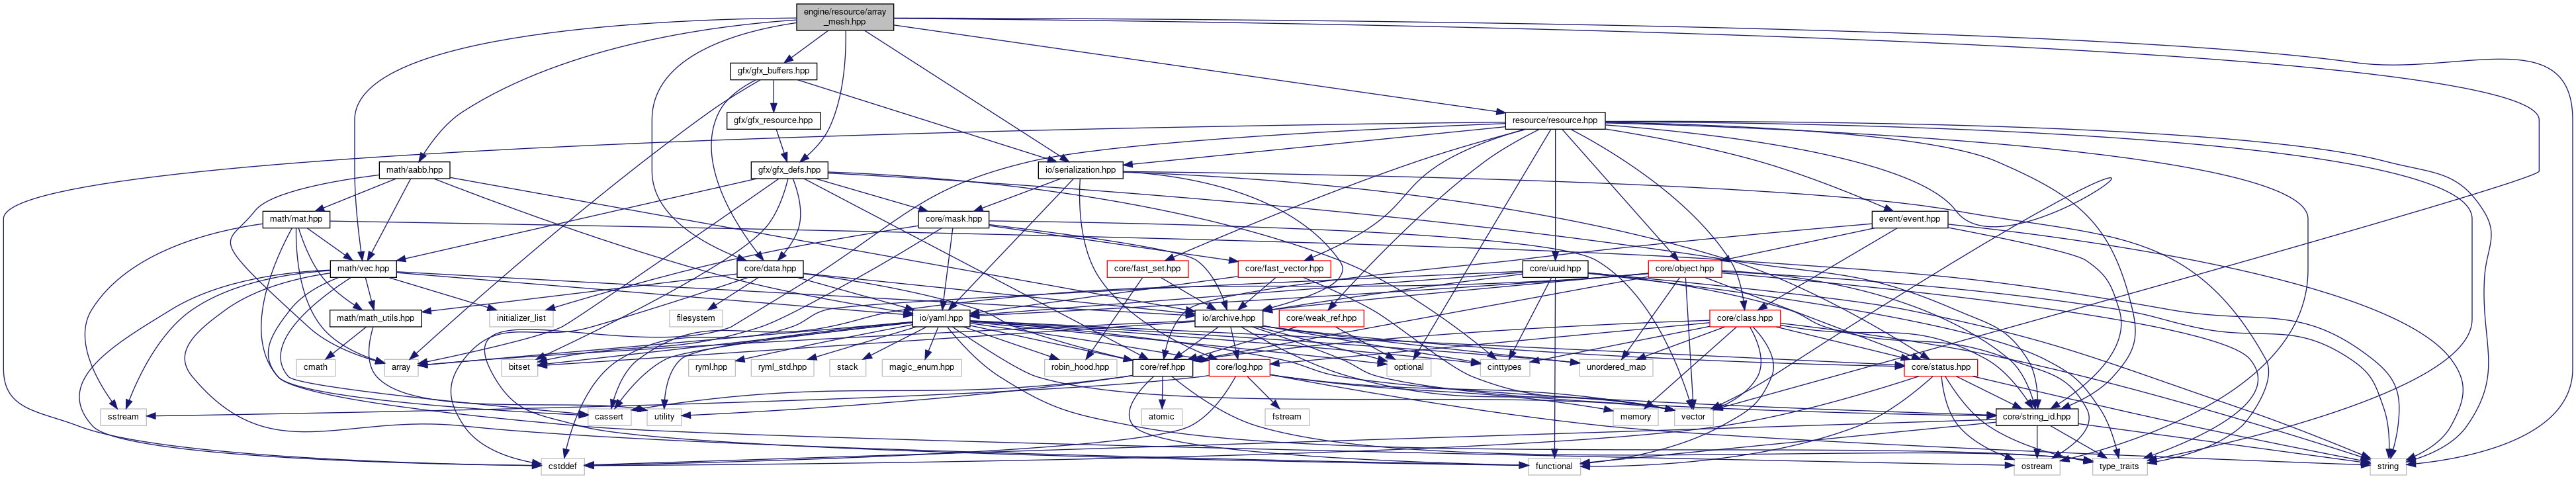 engine/resource/array
_mesh.hpp
gfx/gfx_buffers.hpp
gfx/gfx_resource.hpp
resource/resource.hpp
math/aabb.hpp
gfx/gfx_defs.hpp
io/serialization.hpp
math/mat.hpp
core/mask.hpp
event/event.hpp
math/vec.hpp
core/data.hpp
core/fast_set.hpp
core/fast_vector.hpp
core/uuid.hpp
core/object.hpp
math/math_utils.hpp
initializer_list
filesystem
io/yaml.hpp
io/archive.hpp
core/weak_ref.hpp
core/class.hpp
cmath
array
bitset
ryml.hpp
ryml_std.hpp
stack
magic_enum.hpp
robin_hood.hpp
core/ref.hpp
core/log.hpp
optional
cinttypes
unordered_map
core/status.hpp
sstream
cassert
utility
atomic
fstream
memory
vector
core/string_id.hpp
cstddef
functional
ostream
type_traits
string